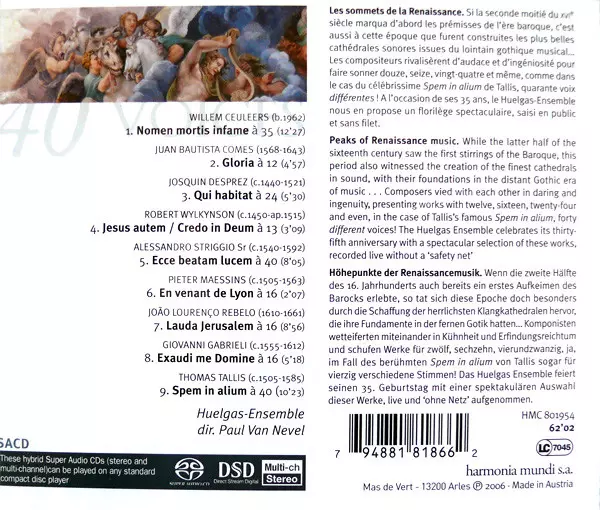 40 VOICES
WILLEM CEULEERS (b.1962)
1. Nomen mortis infame à 35 (12'27)
JUAN BAUTISTA COMES (1568-1643)
2. Gloria à 12 (4'57)
JOSQUIN DESPREZ (c.1440-1521)
3. Qui habitat à 24 (5'30)
ROBERT WYLKYNSON (c.1450-ap.1515)
4. Jesus autem / Credo in Deum à 13 (3'09)
ALESSANDRO STRIGGIO Sr (c.1540-1592)
5. Ecce beatam lucem à 40 (8'05)
PIETER MAESSINS (c.1505-1563)
6. En venant de Lyon à 16 (2'07)
JOÃO LOURENÇO REBELO (1610-1661)
7. Lauda Jerusalem à 16 (8'56)
GIOVANNI GABRIELI (c.1555-1612)
8. Exaudi me Domine à 16 (5'18)
THOMAS TALLIS (c.1505-1585)
9. Spem in alium à 40 (10'23)
Huelgas-Ensemble
dir. Paul Van Nevel
SACD
These hybrid Super Audio CDs (stereo and
multi-channel)can be played on any standard
compact disc player
SUPER AUDIO CD
DSD
Direct Stream Digital
Multi-ch
Stereo
Les sommets de la Renaissance. Si la seconde moitié du XVIe
siècle marqua d'abord les prémisses de l'ère baroque, c'est
aussi à cette époque que furent construites les plus belles
cathédrales sonores issues du lointain gothique musical...
Les compositeurs rivalisèrent d'audace et d'ingéniosité pour
faire sonner douze, seize, vingt-quatre et même, comme dans
le cas du célébrissime Spem in alium de Tallis, quarante voix
différentes ! A l'occasion de ses 35 ans, le Huelgas-Ensemble
nous en propose un florilège spectaculaire, saisi en public
et sans filet.
Peaks of Renaissance music. While the latter half of the
sixteenth century saw the first stirrings of the Baroque, this
period also witnessed the creation of the finest cathedrals
in sound, with their foundations in the distant Gothic era
of music . . . Composers vied with each other in daring and
ingenuity, presenting works with twelve, sixteen, twenty-four
and even, in the case of Tallis's famous Spem in alium, forty
different voices! The Huelgas Ensemble celebrates its thirty-
fifth anniversary with a spectacular selection of these works,
recorded live without a 'safety net'
Höhepunkte der Renaissancemusik. Wenn die zweite Hälfte
des 16. Jahrhunderts auch bereits ein erstes Aufkeimen des
Barocks erlebte, so tat sich diese Epoche doch besonders
durch die Schaffung der herrlichsten Klangkathedralen hervor,
die ihre Fundamente in der fernen Gotik hatten... Komponisten
wetteiferten miteinander in Kühnheit und Erfindungsreichtum
und schufen Werke für zwölf, sechzehn, vierundzwanzig, ja,
im Fall des berühmten Spem in alium von Tallis sogar für
vierzig verschiedene Stimmen! Das Huelgas Ensemble feiert
seinen 35. Geburtstag mit einer spektakulären Auswahl
dieser Werke, live und 'ohne Netz' aufgenommen.
HMC 801954
62'02
LC 7045
7 94881 81866 2
harmonia mundi s.a.
Mas de Vert - 13200 Arles ℗ 2006 - Made in Austria